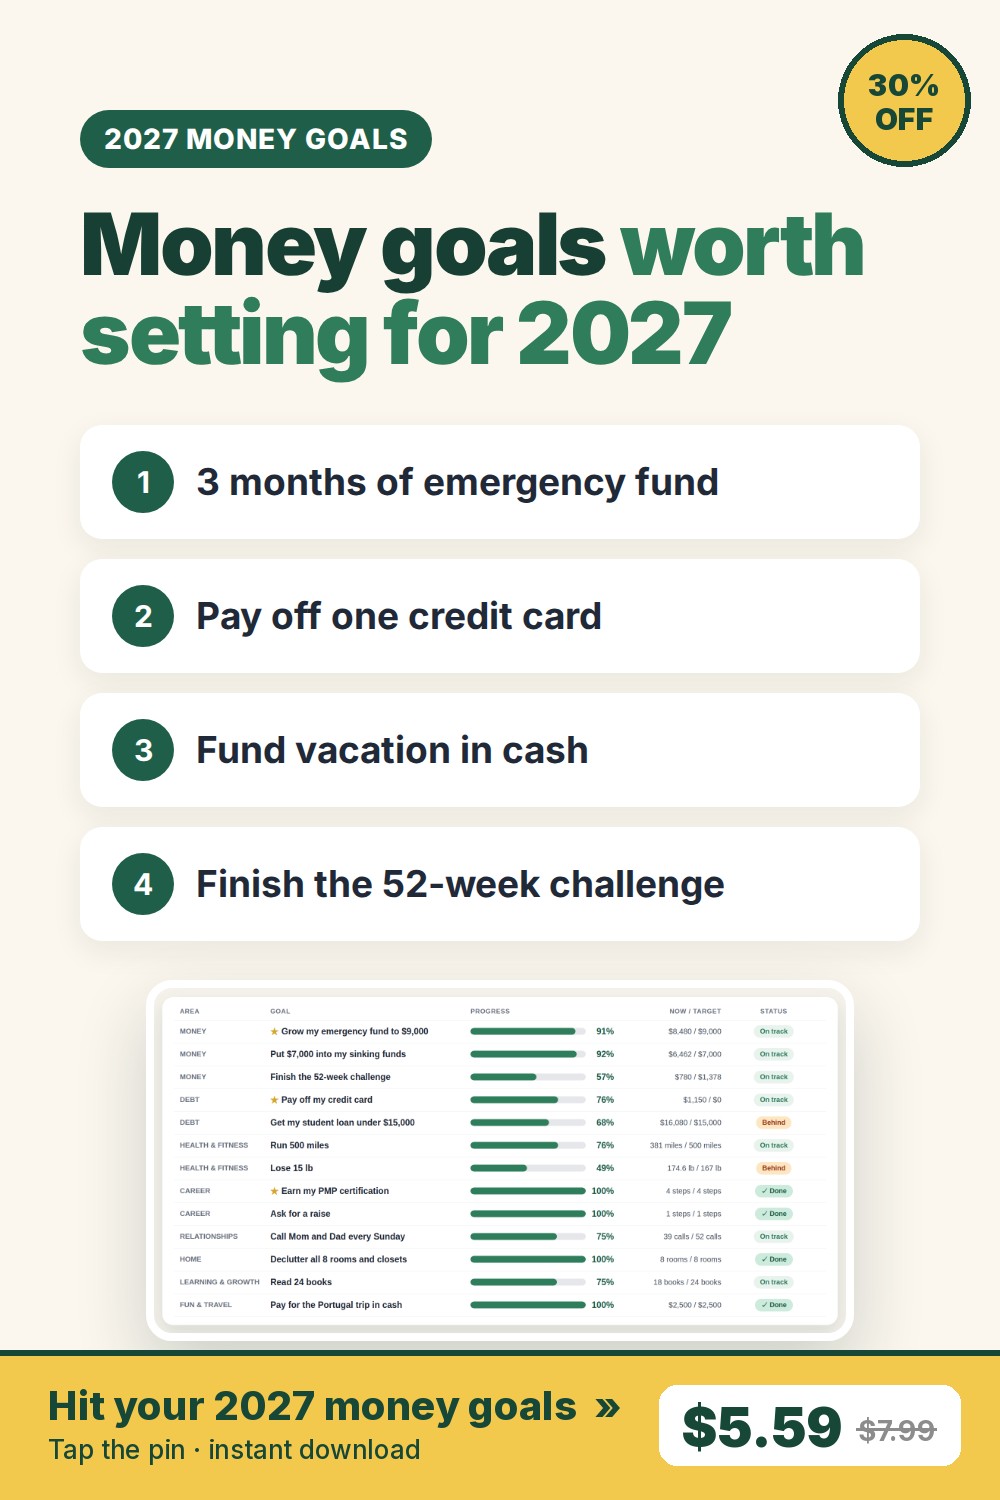 30%
OFF
2027 MONEY GOALS
Money goals worth
setting for 2027
1 3 months of emergency fund
2 Pay off one credit card
3 Fund vacation in cash
4 Finish the 52-week challenge
AREA GOAL PROGRESS NOW / TARGET STATUS
MONEY ★ Grow my emergency fund to $9,000 91% $8,480 / $9,000 On track
MONEY Put $7,000 into my sinking funds 92% $6,462 / $7,000 On track
MONEY Finish the 52-week challenge 57% $780 / $1,378 On track
DEBT ★ Pay off my credit card 76% $1,150 / $0 On track
DEBT Get my student loan under $15,000 68% $16,080 / $15,000 Behind
HEALTH & FITNESS Run 500 miles 76% 381 miles / 500 miles On track
HEALTH & FITNESS Lose 15 lb 49% 174.6 lb / 167 lb Behind
CAREER ★ Earn my PMP certification 100% 4 steps / 4 steps ✓ Done
CAREER Ask for a raise 100% 1 steps / 1 steps ✓ Done
RELATIONSHIPS Call Mom and Dad every Sunday 75% 39 calls / 52 calls On track
HOME Declutter all 8 rooms and closets 100% 8 rooms / 8 rooms ✓ Done
LEARNING & GROWTH Read 24 books 75% 18 books / 24 books On track
FUN & TRAVEL Pay for the Portugal trip in cash 100% $2,500 / $2,500 ✓ Done
Hit your 2027 money goals »
Tap the pin · instant download
$5.59 $7.99